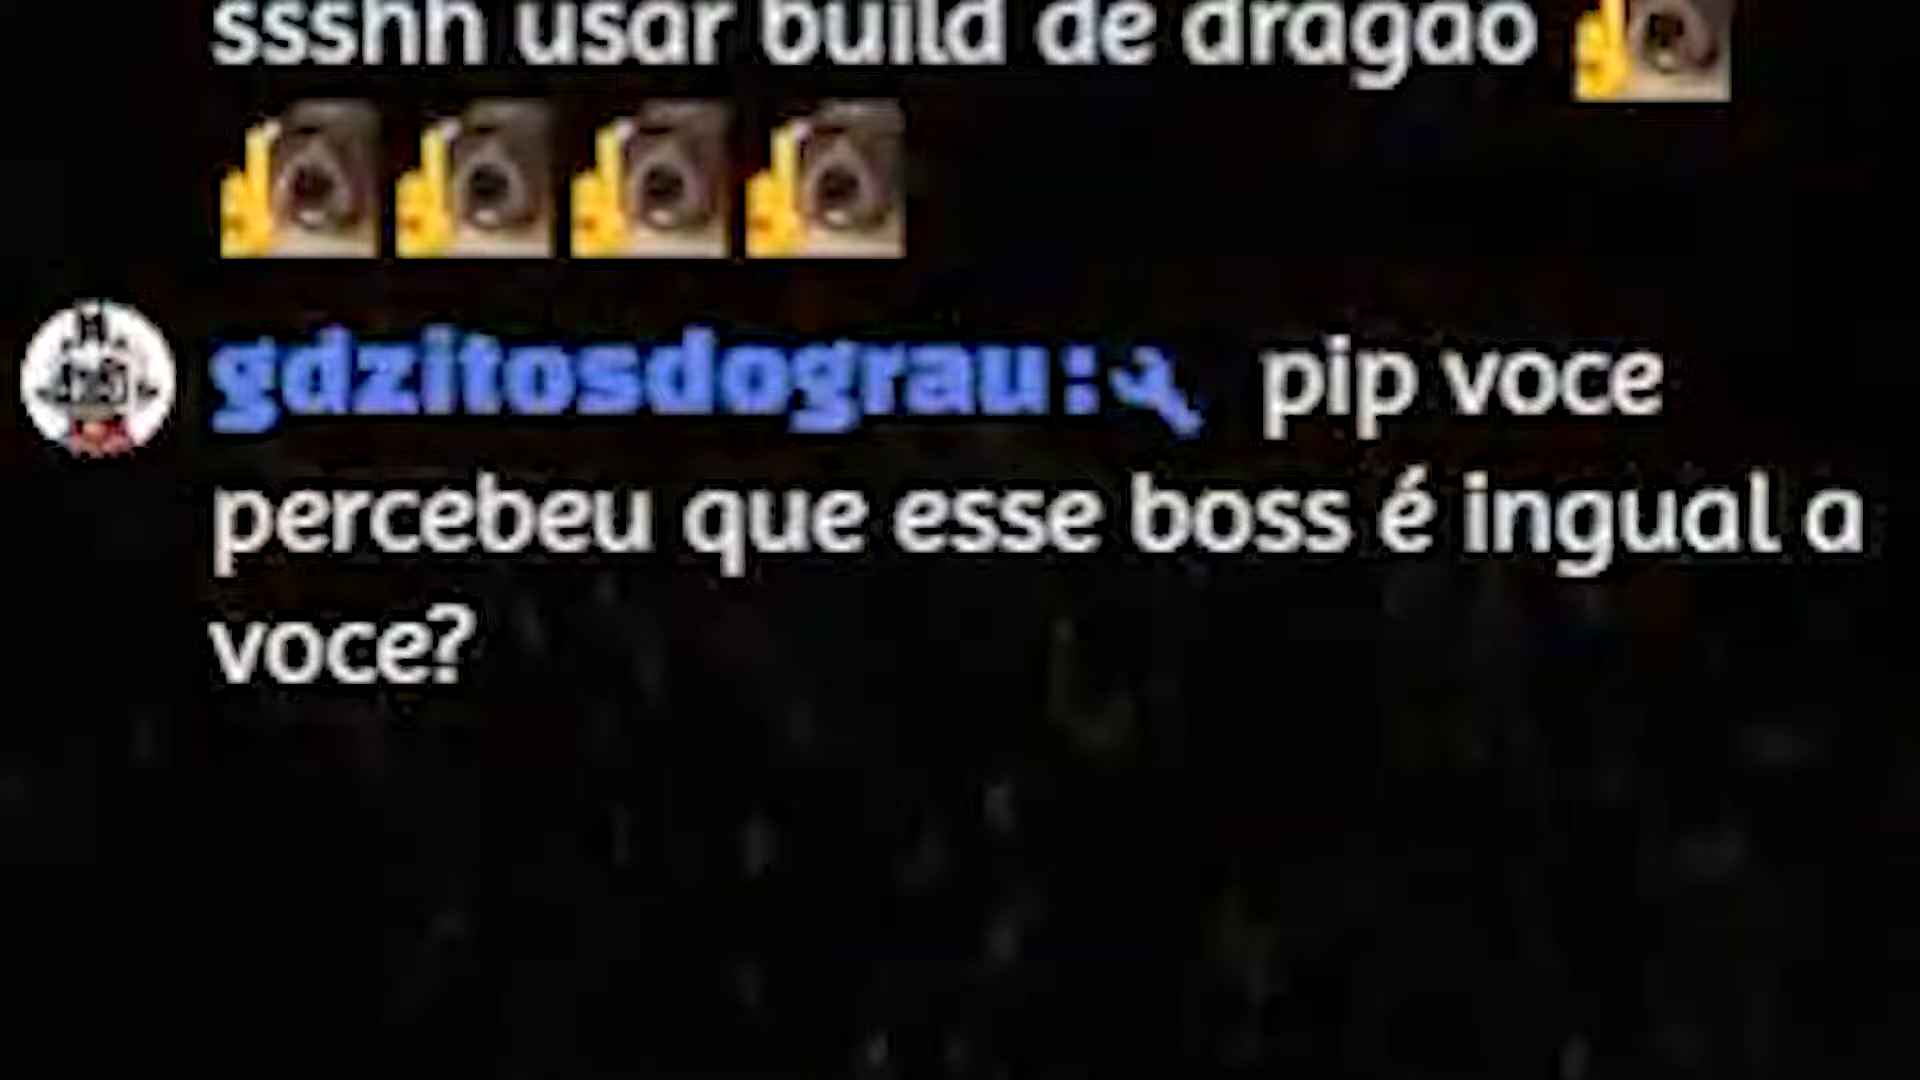 ssshh usar build de dragao
gdzitosdograu: pip voce
percebeu que esse boss é ingual a
voce?